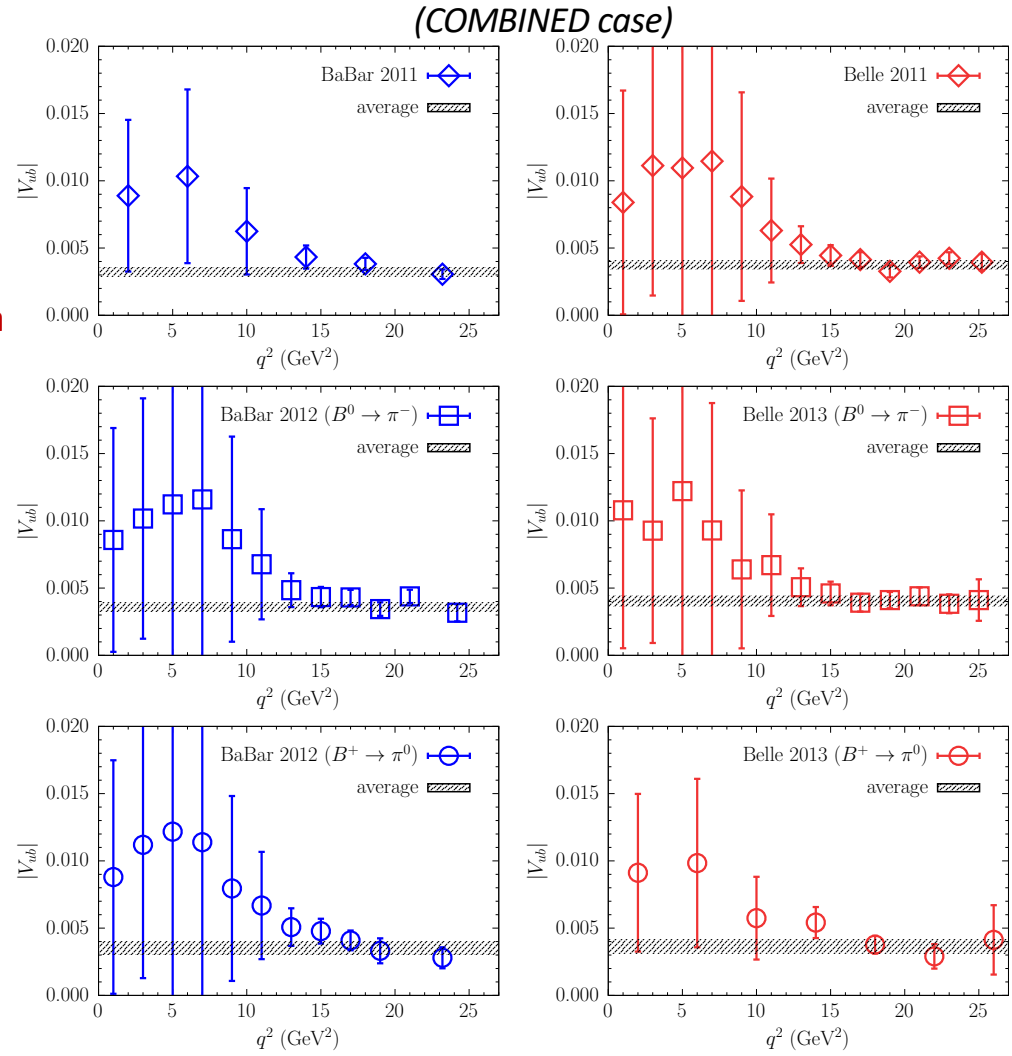 (COMBINED case)
0.020
0.015
0.010
0.005
0.000
|V_ub|
BaBar 2011
average
0 5 10 15 20 25
q² (GeV²)
0.020
0.015
0.010
0.005
0.000
|V_ub|
Belle 2011
average
0 5 10 15 20 25
q² (GeV²)
n
0.020
0.015
0.010
0.005
0.000
|V_ub|
BaBar 2012 (B⁰ → π⁻)
average
0 5 10 15 20 25
q² (GeV²)
0.020
0.015
0.010
0.005
0.000
|V_ub|
Belle 2013 (B⁰ → π⁻)
average
0 5 10 15 20 25
q² (GeV²)
0.020
0.015
0.010
0.005
0.000
|V_ub|
BaBar 2012 (B⁺ → π⁰)
average
0 5 10 15 20 25
q² (GeV²)
0.020
0.015
0.010
0.005
0.000
|V_ub|
Belle 2013 (B⁺ → π⁰)
average
0 5 10 15 20 25
q² (GeV²)